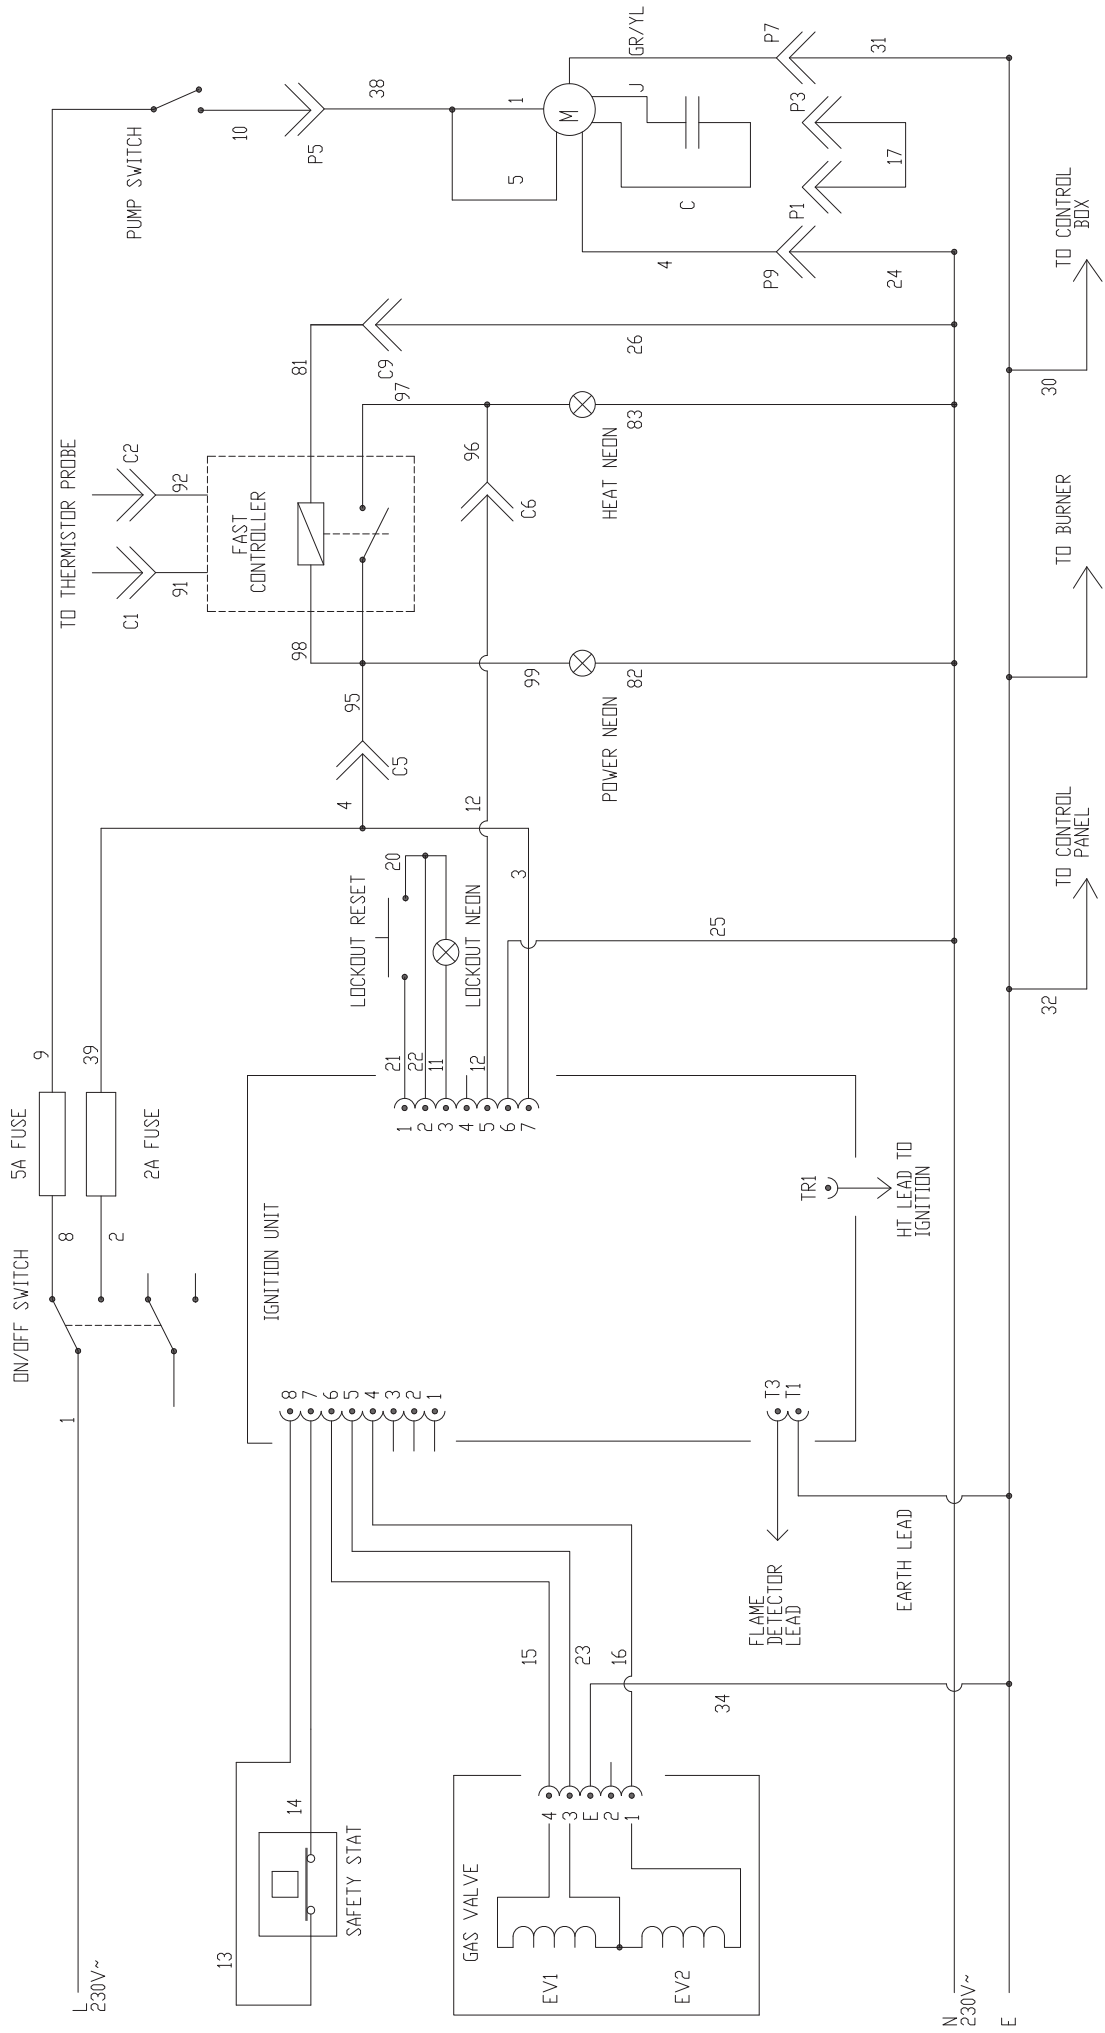 L
230V~
1
ON/OFF SWITCH
8
2
5A FUSE
2A FUSE
9
39
PUMP SWITCH
10
P5
38
5
1
M
GR/YL
J
C
P7
31
P3
P1
17
4
P9
24
TO THERMISTOR PROBE
C1
C2
91
92
FAST
CONTROLLER
98
81
C9
97
26
95
C5
4
96
C6
12
99
82
POWER NEON
83
HEAT NEON
3
25
LOCKOUT RESET
20
LOCKOUT NEON
21
22
11
12
1
2
3
4
5
6
7
IGNITION UNIT
8
7
6
5
4
3
2
1
TR1
HT LEAD TO
IGNITION
T3
T1
FLAME
DETECTOR
LEAD
EARTH LEAD
13
14
SAFETY STAT
15
23
16
34
GAS VALVE
4
3
E
2
1
EV1
EV2
N
230V~
E
32
TO CONTROL
PANEL
TO BURNER
30
TO CONTROL
BOX